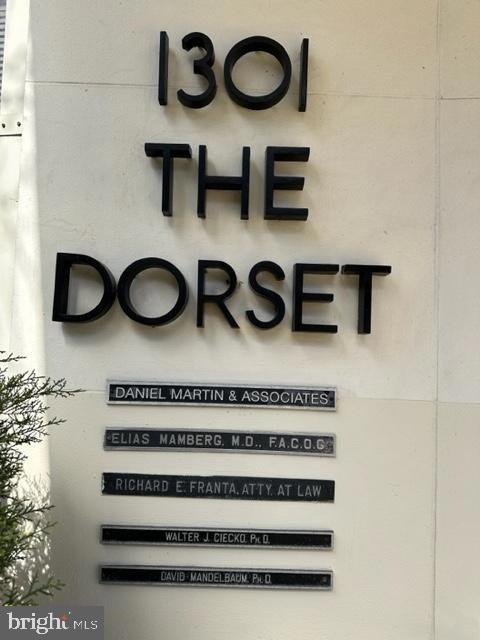 1301
THE
DORSET
DANIEL MARTIN & ASSOCIATES
ELIAS MAMBERG, M.D., F.A.C.O.G
RICHARD E. FRANTA, ATTY. AT LAW
WALTER J. CIECKO, PH. D.
DAVID MANDELBAUM, PH. D.
bright MLS